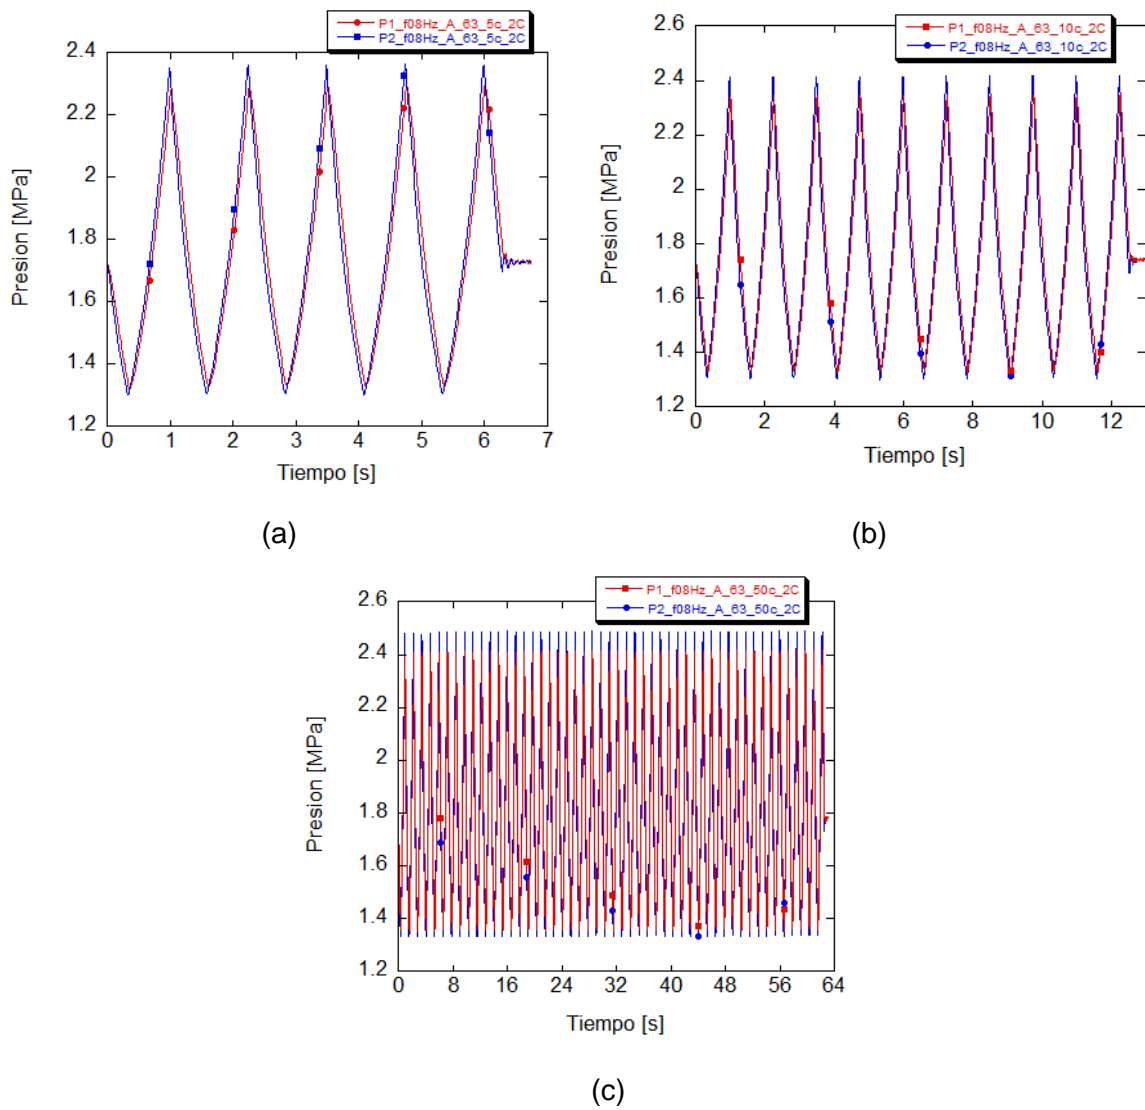 P1_f08Hz_A_63_5c_2C
P2_f08Hz_A_63_5c_2C
2.4
2.2
2
1.8
1.6
1.4
1.2
Presion [MPa]
0 1 2 3 4 5 6 7
Tiempo [s]
(a)
P1_f08Hz_A_63_10c_2C
P2_f08Hz_A_63_10c_2C
2.6
2.4
2.2
2
1.8
1.6
1.4
1.2
Presion [MPa]
0 2 4 6 8 10 12
Tiempo [s]
(b)
P1_f08Hz_A_63_50c_2C
P2_f08Hz_A_63_50c_2C
2.6
2.4
2.2
2
1.8
1.6
1.4
1.2
Presion [MPa]
0 8 16 24 32 40 48 56 64
Tiempo [s]
(c)